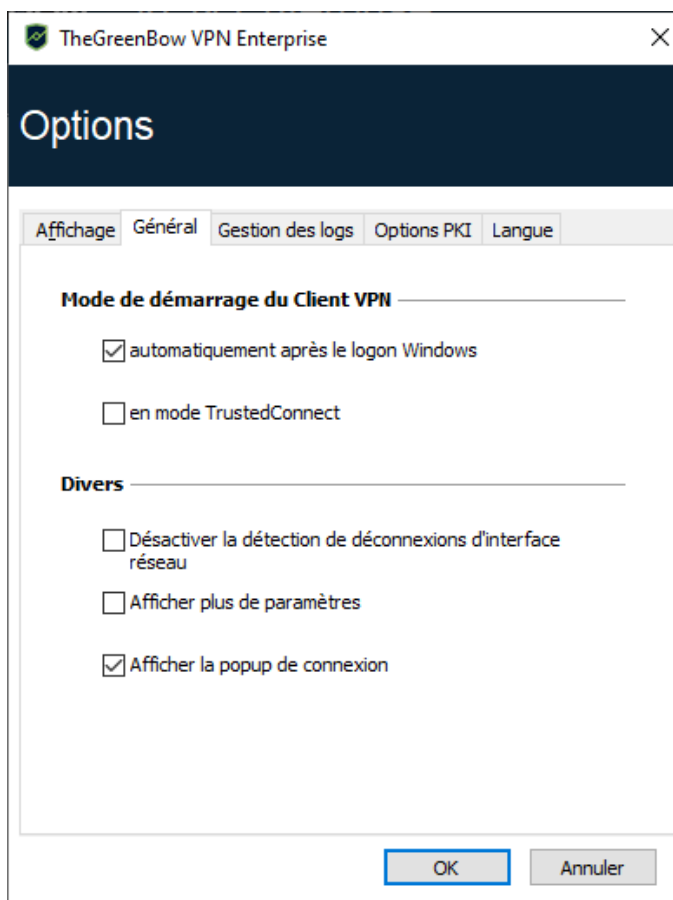 TheGreenBow VPN Enterprise
Options
Affichage
Général
Gestion des logs
Options PKI
Langue
Mode de démarrage du Client VPN
automatiquement après le logon Windows
en mode TrustedConnect
Divers
Désactiver la détection de déconnexions d'interface
réseau
Afficher plus de paramètres
Afficher la popup de connexion
OK
Annuler